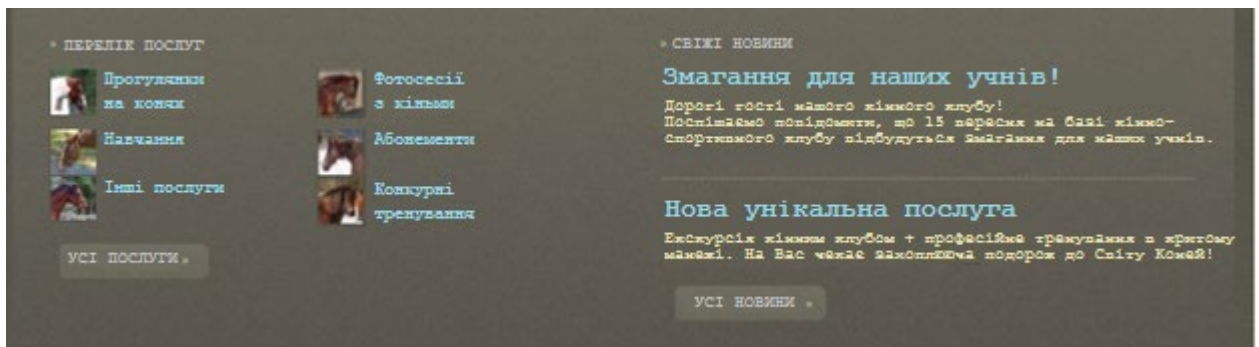 ПЕРЕЛІК ПОСЛУГ
Прогулянки
на конях
Фотосесії
з кіньми
Навчання
Абонементи
Інші послуги
Конкурні
тренування
УСІ ПОСЛУГИ
СВІЖІ НОВИНИ
Змагання для наших учнів!
Дорогі гості нашого кінного клубу!
Поспішаємо повідомити, що 15 вересня на базі кінно-
спортивного клубу відбудуться змагання для наших учнів.
Нова унікальна послуга
Екскурсія кінним клубом + професійне тренування в критому
манежі. На Вас чекає захоплююча подорож до Світу Коней!
УСІ НОВИНИ